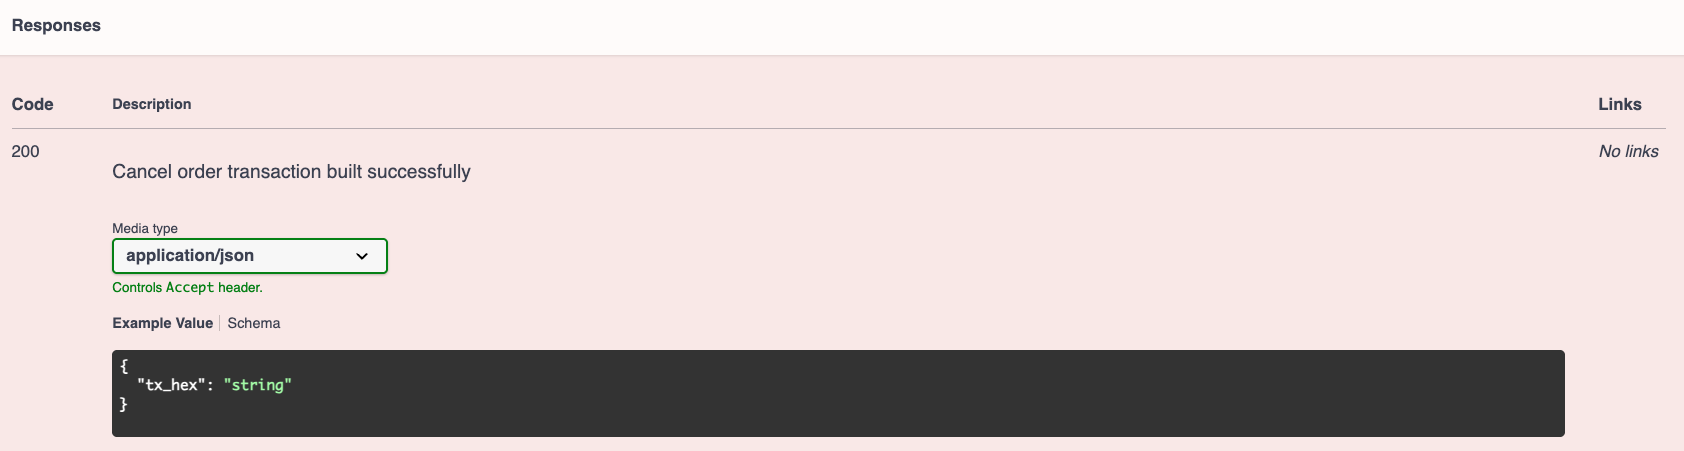 Responses
Code Description Links
200 No links
Cancel order transaction built successfully
Media type
application/json
Controls Accept header.
Example Value Schema
{
  "tx_hex": "string"
}